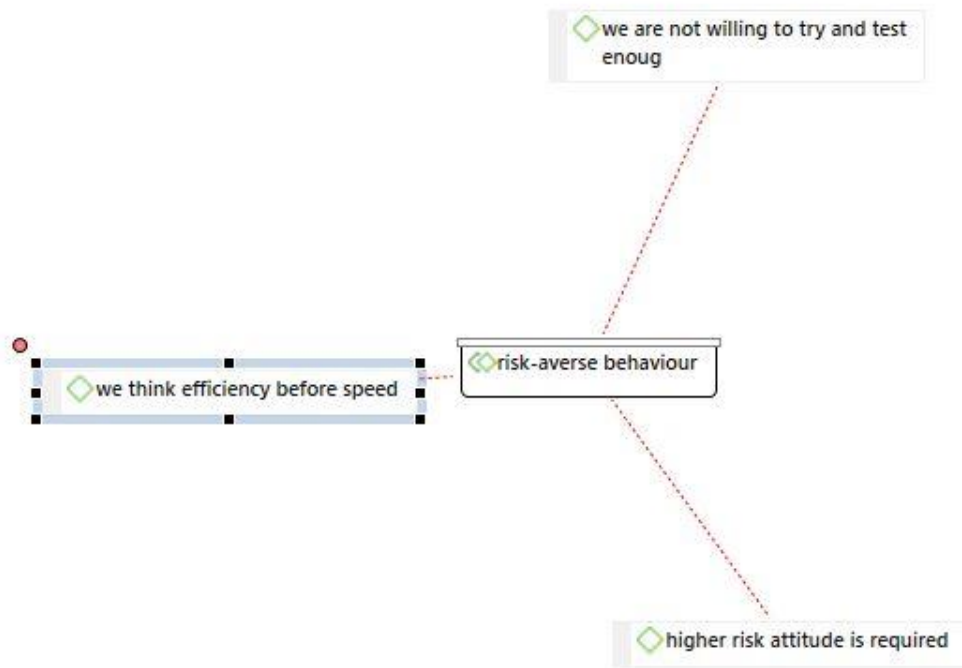 we are not willing to try and test
enoug
risk-averse behaviour
we think efficiency before speed
higher risk attitude is required